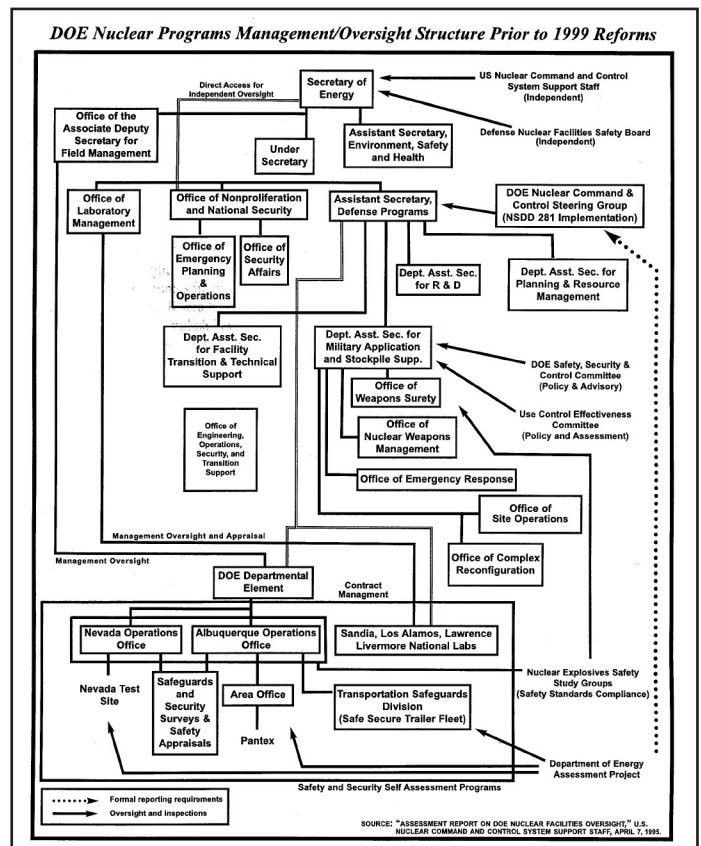 DOE Nuclear Programs Management/Oversight Structure Prior to 1999 Reforms
Direct Access for
Independent Oversight
Secretary of
Energy
US Nuclear Command and Control
System Support Staff
(Independent)
Office of the
Associate Deputy
Secretary for
Field Management
Under
Secretary
Assistant Secretary,
Environment, Safety
and Health
Defense Nuclear Facilities Safety Board
(Independent)
Office of
Laboratory
Management
Office of Nonproliferation
and National Security
Assistant Secretary,
Defense Programs
DOE Nuclear Command &
Control Steering Group
(NSDD 281 Implementation)
Office of
Emergency
Planning
&
Operations
Office of
Security
Affairs
Dept. Asst. Sec.
for R & D
Dept. Asst. Sec. for
Planning & Resource
Management
Dept. Asst. Sec.
for Facility
Transition & Technical
Support
Dept. Asst. Sec. for
Military Application
and Stockpile Supp.
DOE Safety, Security &
Control Committee
(Policy & Advisory)
Office of
Weapons Surety
Use Control Effectiveness
Committee
(Policy and Assessment)
Office of
Engineering,
Operations,
Security, and
Transition
Support
Office of
Nuclear Weapons
Management
Office of Emergency Response
Office of
Site Operations
Office of Complex
Reconfiguration
Management Oversight and Appraisal
Management Oversight
DOE Departmental
Element
Contract
Managment
Nevada Operations
Office
Albuquerque Operations
Office
Sandia, Los Alamos, Lawrence
Livermore National Labs
Nuclear Explosives Safety
Study Groups
(Safety Standards Compliance)
Nevada Test
Site
Safeguards
and
Security
Surveys &
Safety
Appraisals
Area Office
Pantex
Transportation Safeguards
Division
(Safe Secure Trailer Fleet)
Department of Energy
Assessment Project
Safety and Security Self Assessment Programs
Formal reporting requirements
Oversight and inspections
SOURCE: "ASSESSMENT REPORT ON DOE NUCLEAR FACILITIES OVERSIGHT," U.S.
NUCLEAR COMMAND AND CONTROL SYSTEM SUPPORT STAFF, APRIL 7, 1995.